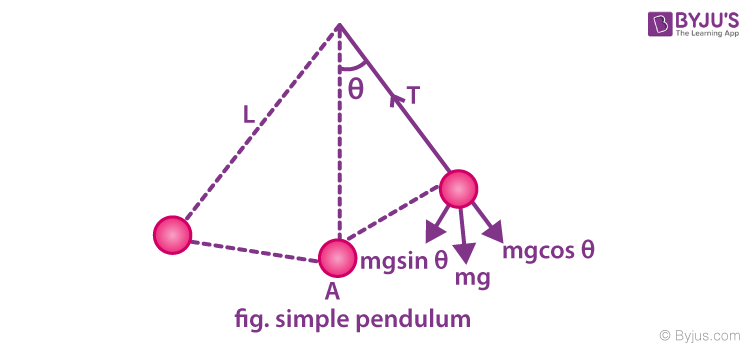 BYJU'S
The Learning App
θ
T
L
mgsin θ
mgcos θ
mg
A
fig. simple pendulum
© Byjus.com